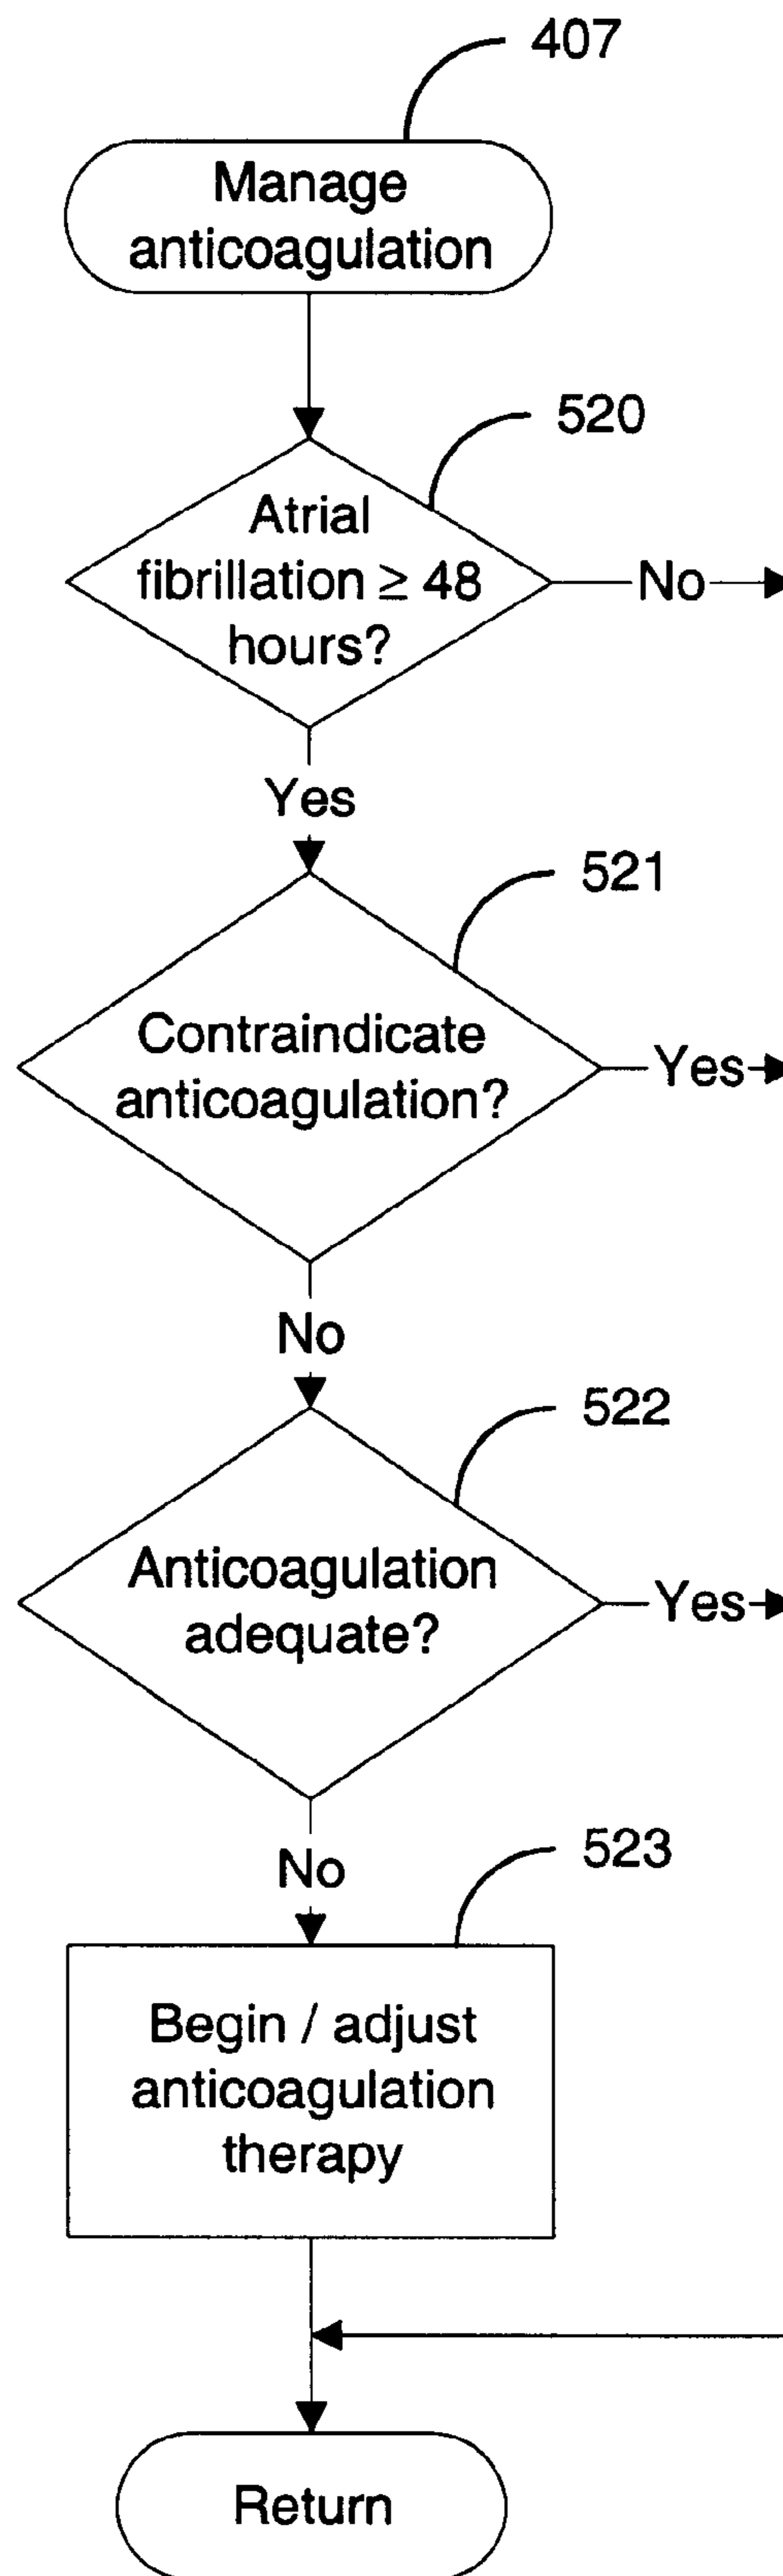 407
Manage
anticoagulation
520
Atrial
fibrillation ≥ 48
hours?
No
Yes
521
Contraindicate
anticoagulation?
Yes
No
522
Anticoagulation
adequate?
Yes
No
523
Begin / adjust
anticoagulation
therapy
Return